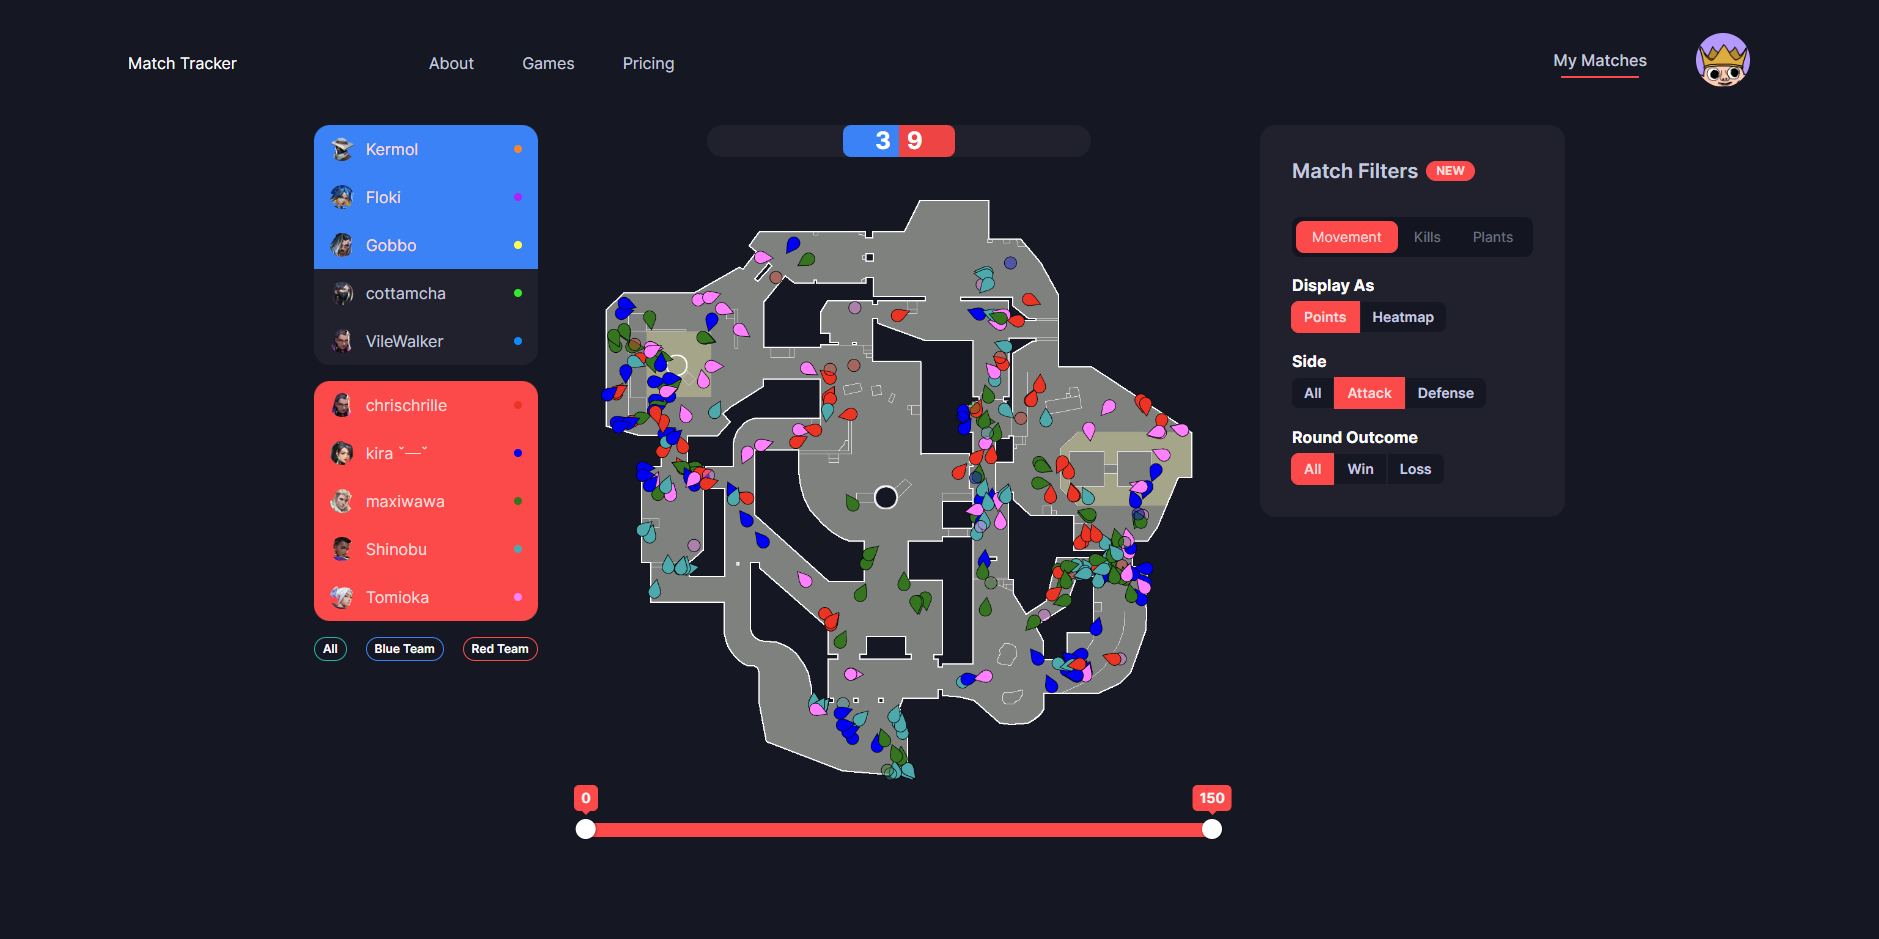 Match Tracker
About
Games
Pricing
My Matches
Kermol
Floki
Gobbo
cottamcha
VileWalker
chrischrille
kira ˇ—ˇ
maxiwawa
Shinobu
Tomioka
All
Blue Team
Red Team
3 9
0
150
Match Filters NEW
Movement Kills Plants
Display As
Points Heatmap
Side
All Attack Defense
Round Outcome
All Win Loss